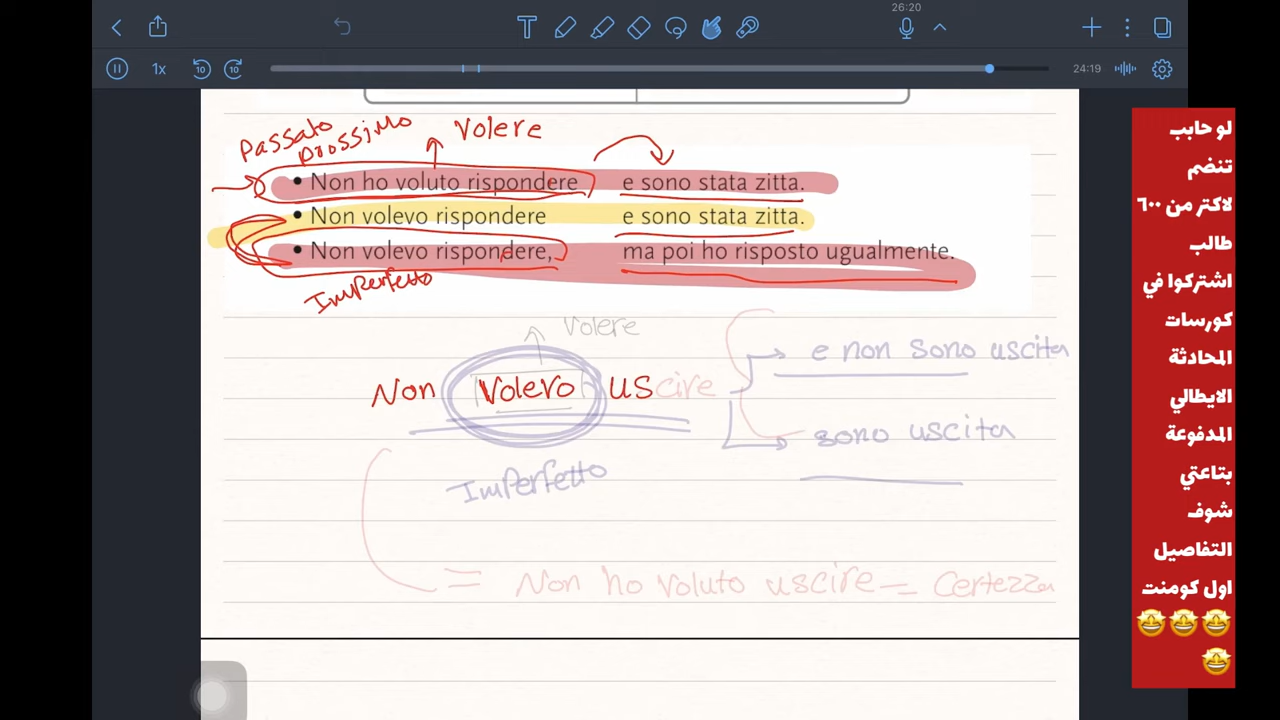 26:20
T
1x
10
10
24:19
Passato
prossimo
Volere
• Non ho voluto rispondere e sono stata zitta.
• Non volevo rispondere e sono stata zitta.
• Non volevo rispondere, ma poi ho risposto ugualmente.
Imperfetto
Volere
e non sono uscita
Non Volevo uscire
sono uscita
Imperfetto
= Non ho voluto uscire = Certezza
لو حابب
تنضم
لاكتر من ٦٠٠
طالب
اشتركوا في
كورسات
المحادثة
الايطالي
المدفوعة
بتاعتي
شوف
التفاصيل
اول كومنت